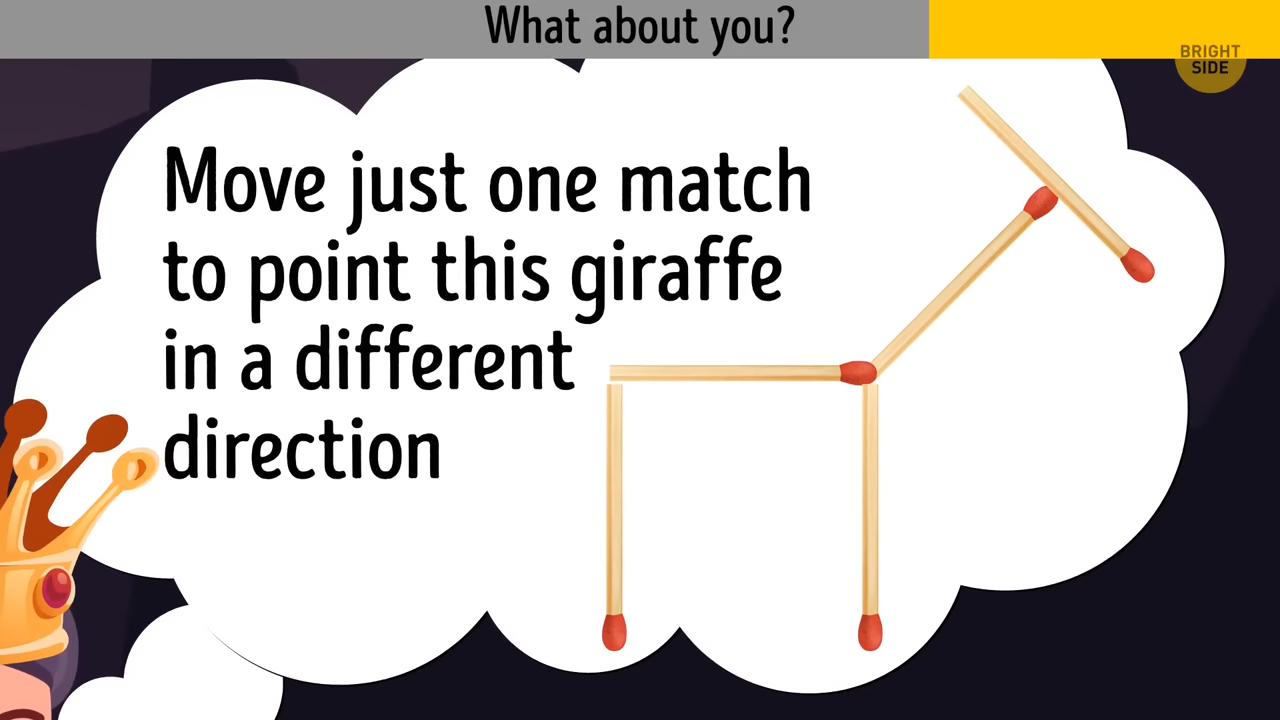 What about you?
BRIGHT
SIDE
Move just one match
to point this giraffe
in a different
direction